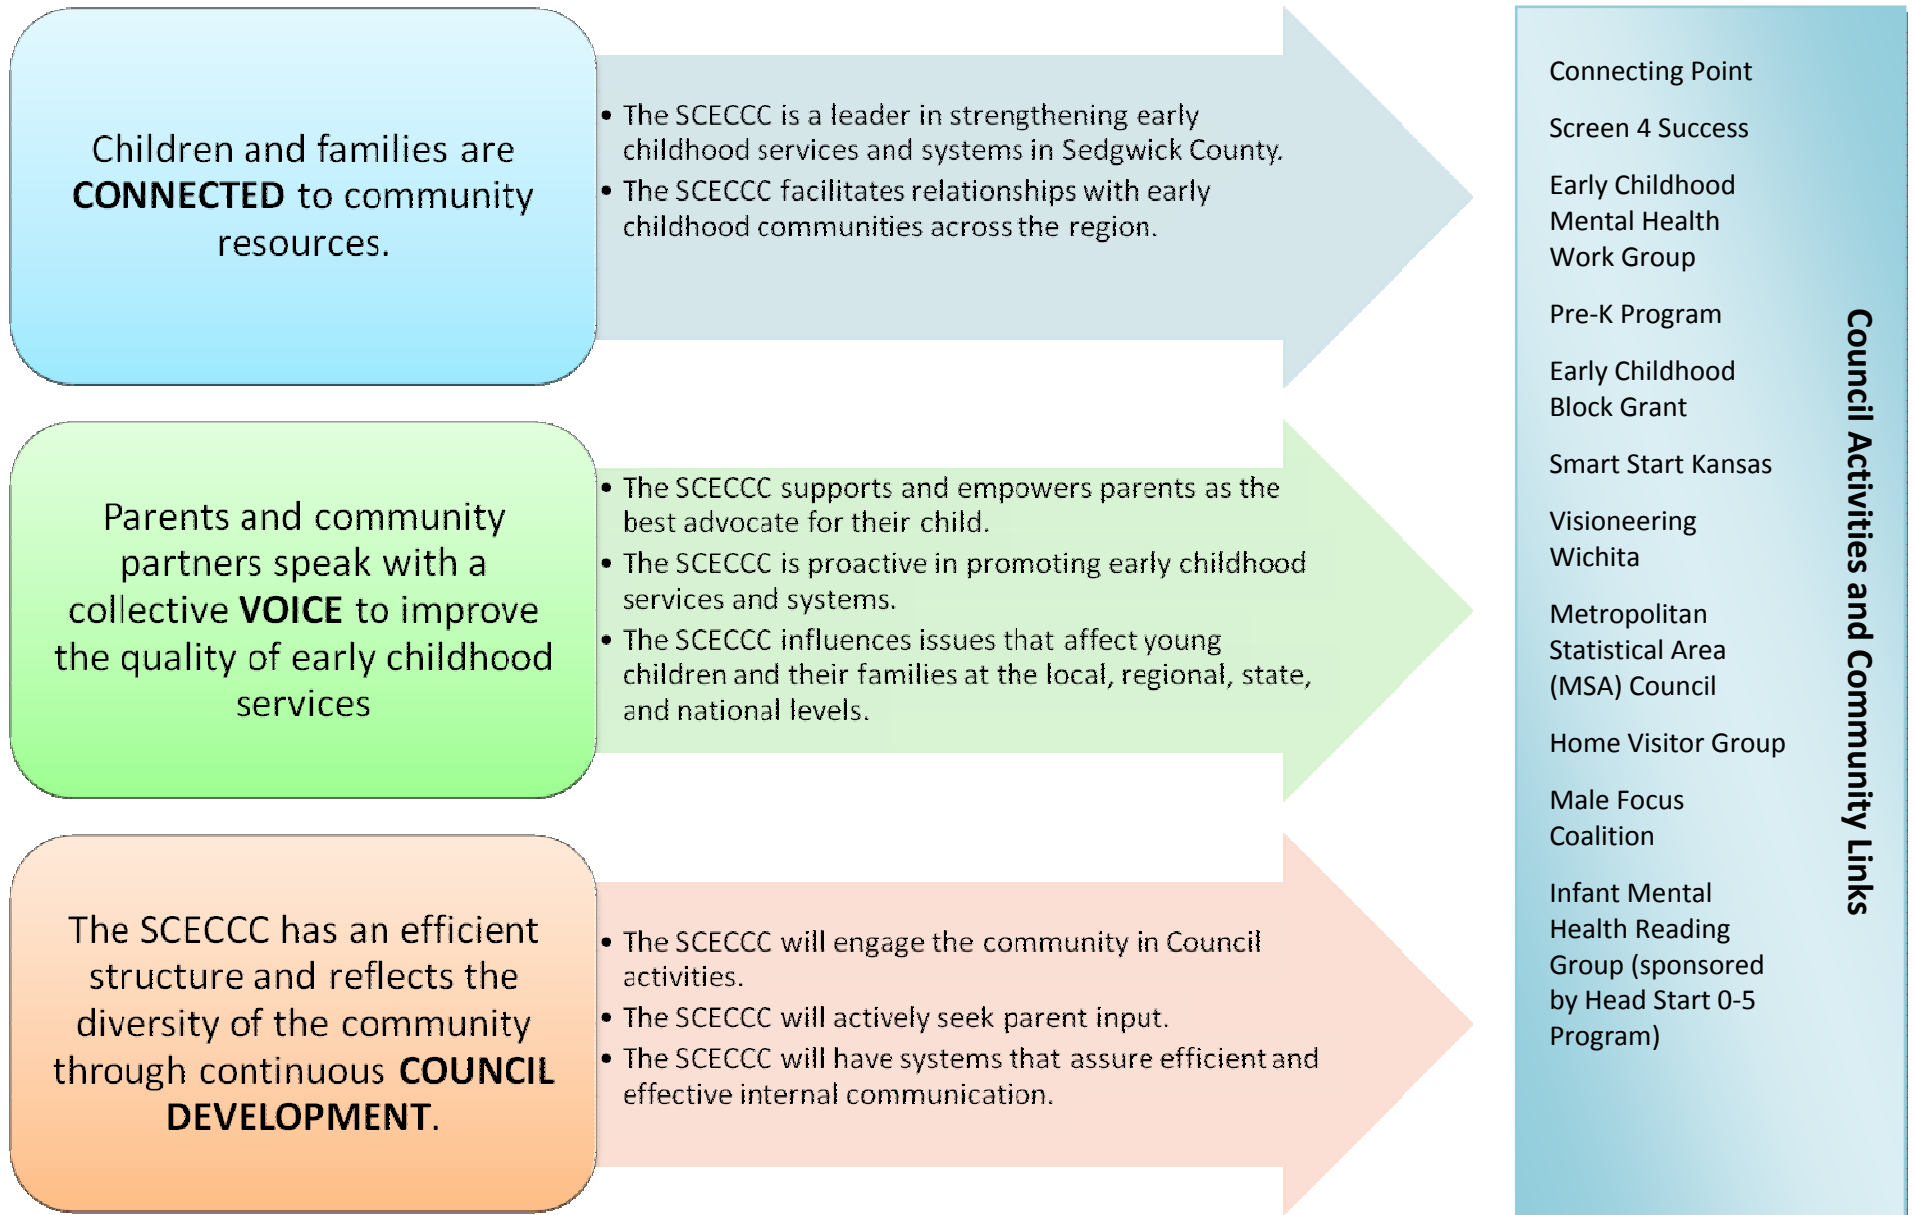 Children and families are
CONNECTED to community
resources.
• The SCECCC is a leader in strengthening early
childhood services and systems in Sedgwick County.
• The SCECCC facilitates relationships with early
childhood communities across the region.
Parents and community
partners speak with a
collective VOICE to improve
the quality of early childhood
services
• The SCECCC supports and empowers parents as the
best advocate for their child.
• The SCECCC is proactive in promoting early childhood
services and systems.
• The SCECCC influences issues that affect young
children and their families at the local, regional, state,
and national levels.
The SCECCC has an efficient
structure and reflects the
diversity of the community
through continuous COUNCIL
DEVELOPMENT.
• The SCECCC will engage the community in Council
activities.
• The SCECCC will actively seek parent input.
• The SCECCC will have systems that assure efficient and
effective internal communication.
Connecting Point
Screen 4 Success
Early Childhood
Mental Health
Work Group
Pre-K Program
Early Childhood
Block Grant
Smart Start Kansas
Visioneering
Wichita
Metropolitan
Statistical Area
(MSA) Council
Home Visitor Group
Male Focus
Coalition
Infant Mental
Health Reading
Group (sponsored
by Head Start 0-5
Program)
Council Activities and Community Links